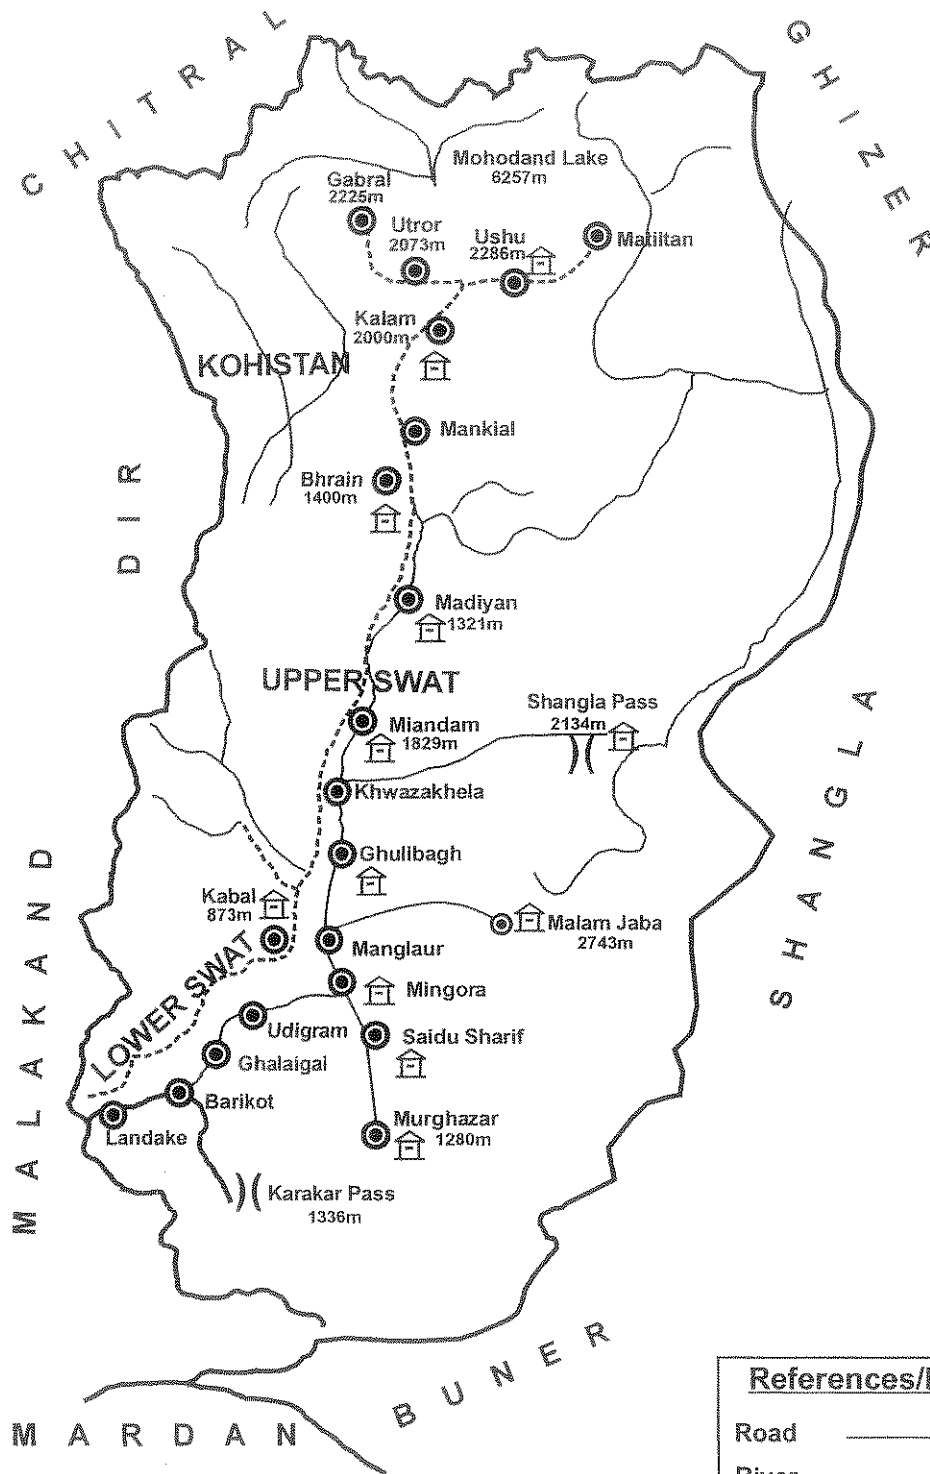 CHITRAL
GHIZER
Mohodand Lake
6257m
Gabral
2225m
Utror
2073m
Ushu
2286m
Matiltan
Kalam
2000m
KOHISTAN
Mankial
Bhrain
1400m
DIR
Madiyan
1321m
UPPER SWAT
Shangla Pass
2134m
Miandam
1829m
SHANGLA
Khwazakhela
Ghulibagh
Kabal
873m
Malam Jaba
2743m
Manglaur
MALAKAND
LOWER SWAT
Mingora
Udigram
Saidu Sharif
Ghalaigai
Barikot
Landake
Murghazar
1280m
Karakar Pass
1336m
BUNER
MARDAN
References/
Road
River